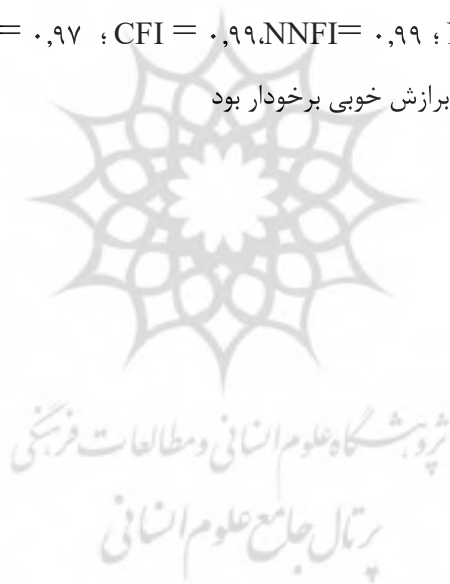 = ۰,۹۷ ؛ CFI = ۰,۹۹،NNFI= ۰,۹۹ ؛
برازش خوبی برخودار بود
پژوهشگاه علوم انسانی و مطالعات فرهنگی
پرتال جامع علوم انسانی